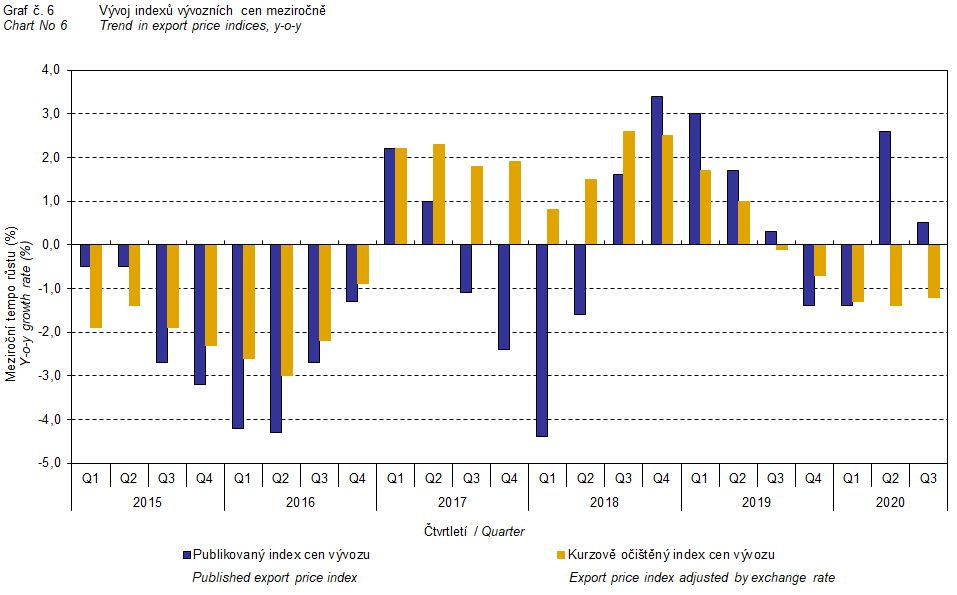 Graf č. 6 Vývoj indexů vývozních cen meziročně
Chart No 6 Trend in export price indices, y-o-y
Meziroční tempo růstu (%)
Y-o-y growth rate (%)
4,0
3,0
2,0
1,0
0,0
-1,0
-2,0
-3,0
-4,0
-5,0
Q1 Q2 Q3 Q4 Q1 Q2 Q3 Q4 Q1 Q2 Q3 Q4 Q1 Q2 Q3 Q4 Q1 Q2 Q3 Q4 Q1 Q2 Q3
2015 2016 2017 2018 2019 2020
Čtvrtletí / Quarter
Publikovaný index cen vývozu Kurzově očištěný index cen vývozu
Published export price index Export price index adjusted by exchange rate